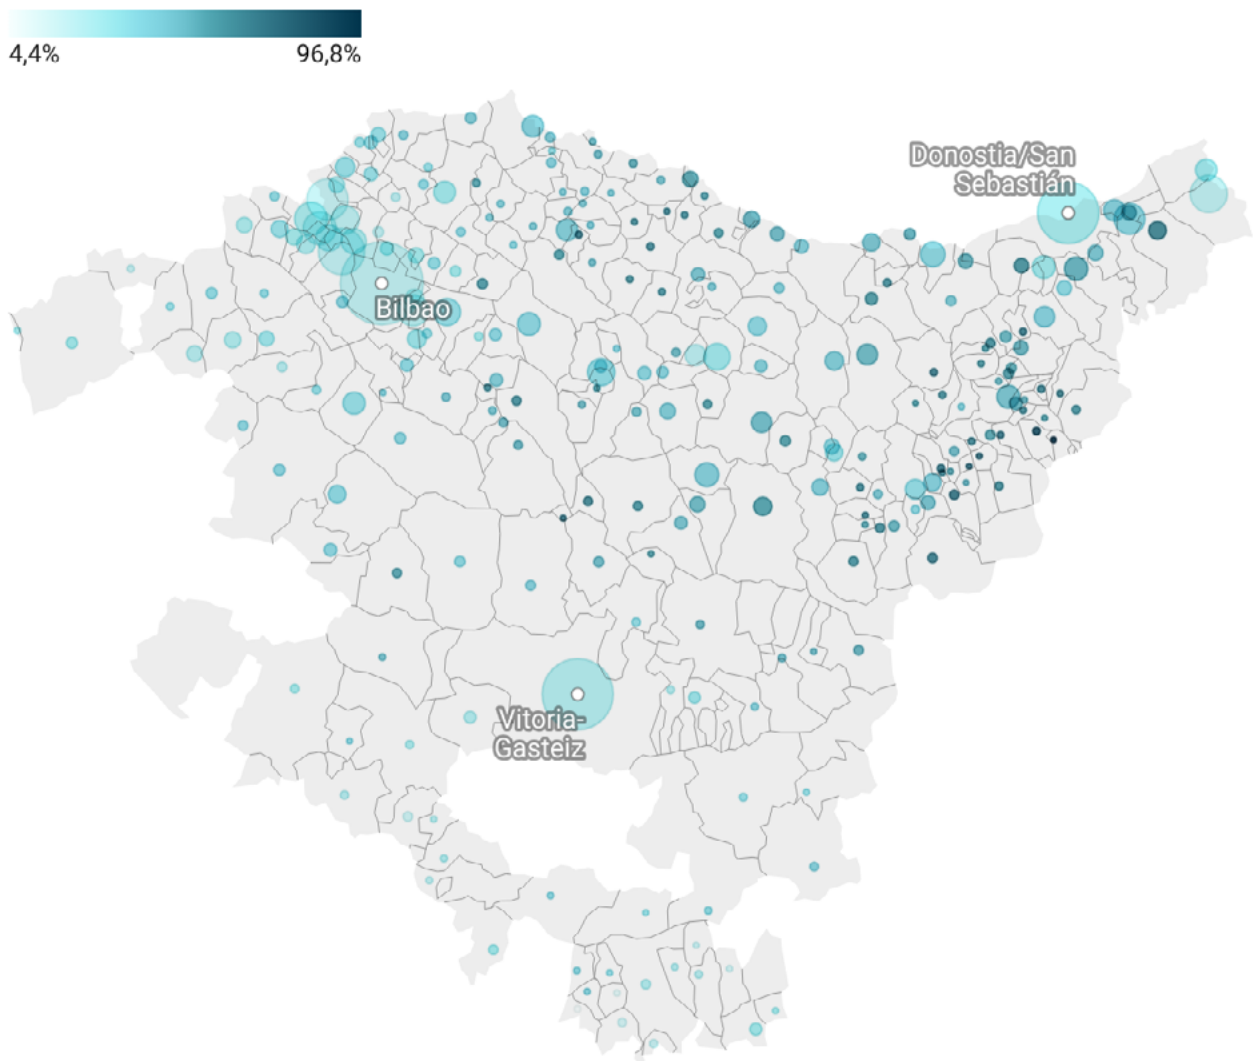 4,4% 96,8%
Donostia/San
Sebastián
Bilbao
Vitoria-
Gasteiz